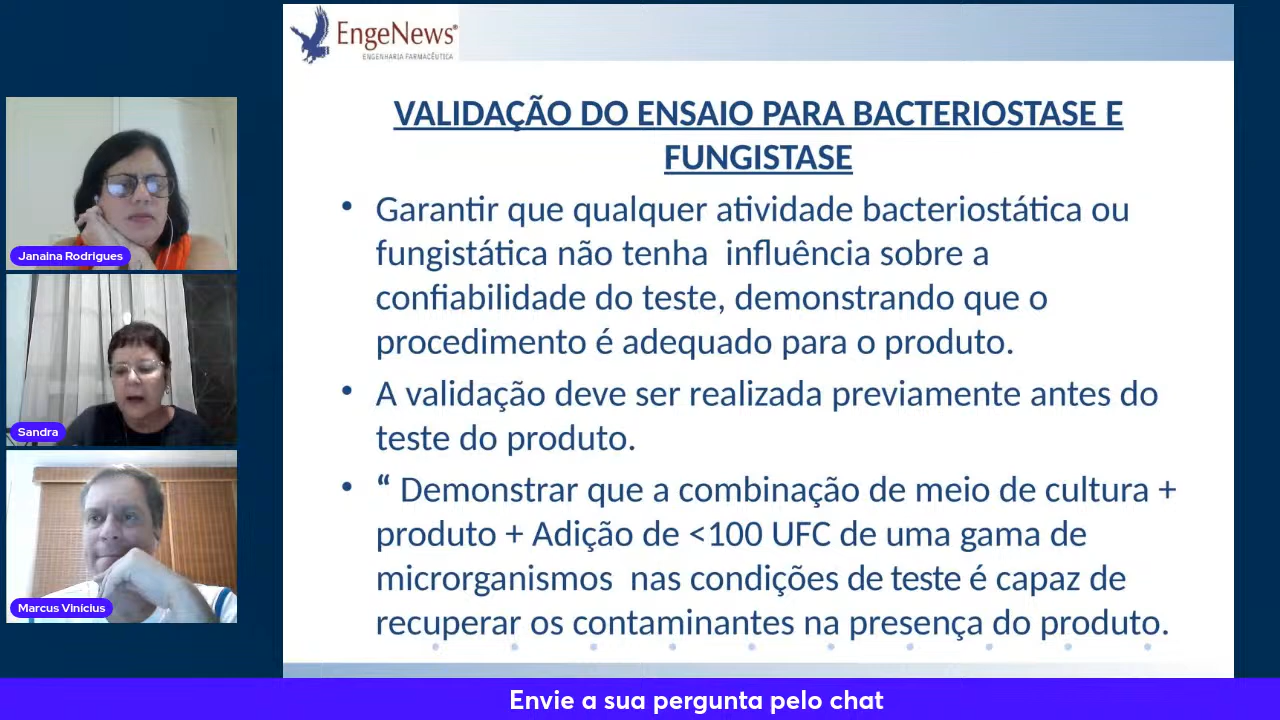 EngeNews®
ENGENHARIA FARMACÊUTICA
VALIDAÇÃO DO ENSAIO PARA BACTERIOSTASE E
FUNGISTASE
• Garantir que qualquer atividade bacteriostática ou
fungistática não tenha  influência sobre a
confiabilidade do teste, demonstrando que o
procedimento é adequado para o produto.
• A validação deve ser realizada previamente antes do
teste do produto.
• “ Demonstrar que a combinação de meio de cultura +
produto + Adição de <100 UFC de uma gama de
microrganismos  nas condições de teste é capaz de
recuperar os contaminantes na presença do produto.
Janaina Rodrigues
Sandra
Marcus Vinícius
Envie a sua pergunta pelo chat